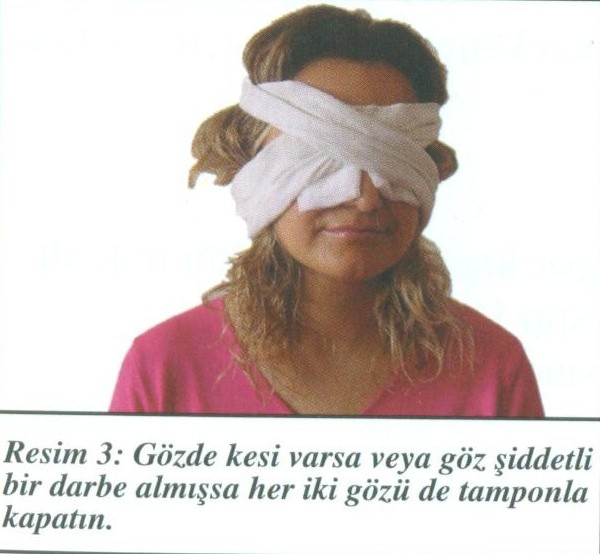 Resim 3: Gözde kesi varsa veya göz şiddetli
bir darbe almışsa her iki gözü de tamponla
kapatın.